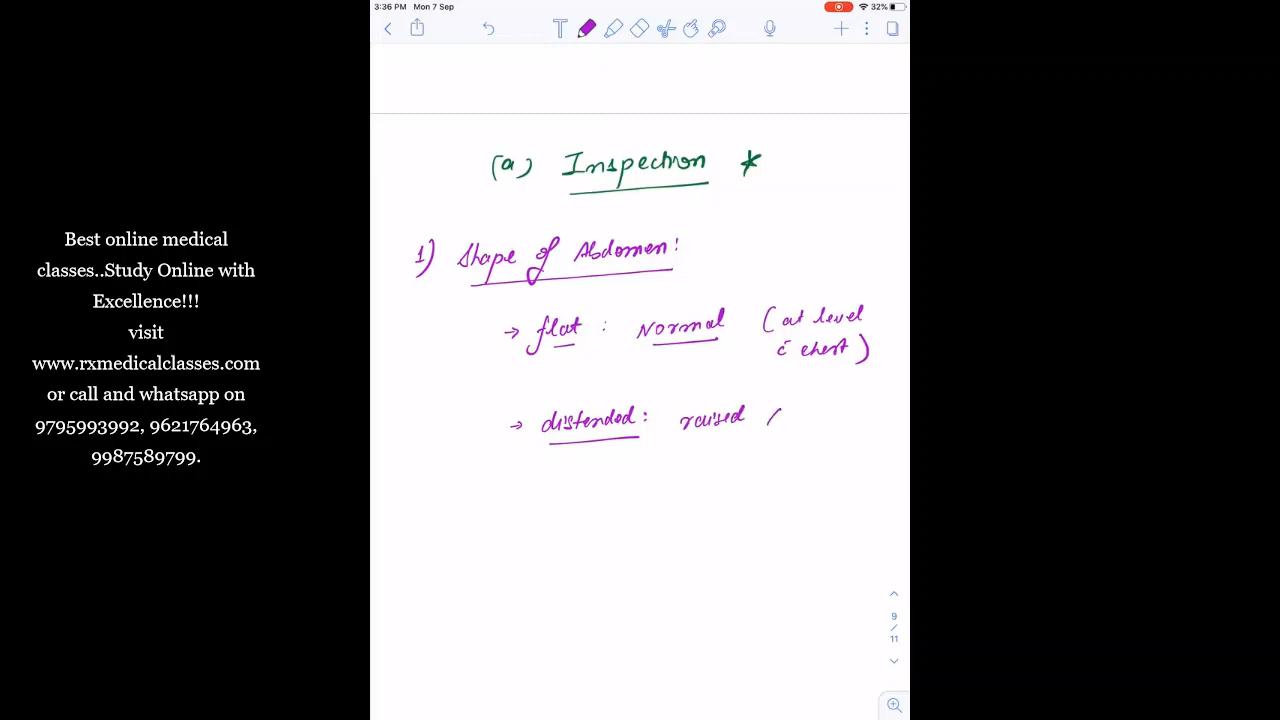 3:36 PM Mon 7 Sep
32%
(a) Inspection *
1) Shape of Abdomen:
→ flat : Normal (at level
c̄ chest)
→ distended: raised (
Best online medical
classes..Study Online with
Excellence!!!
visit
www.rxmedicalclasses.com
or call and whatsapp on
9795993992, 9621764963,
9987589799.
9
/
11